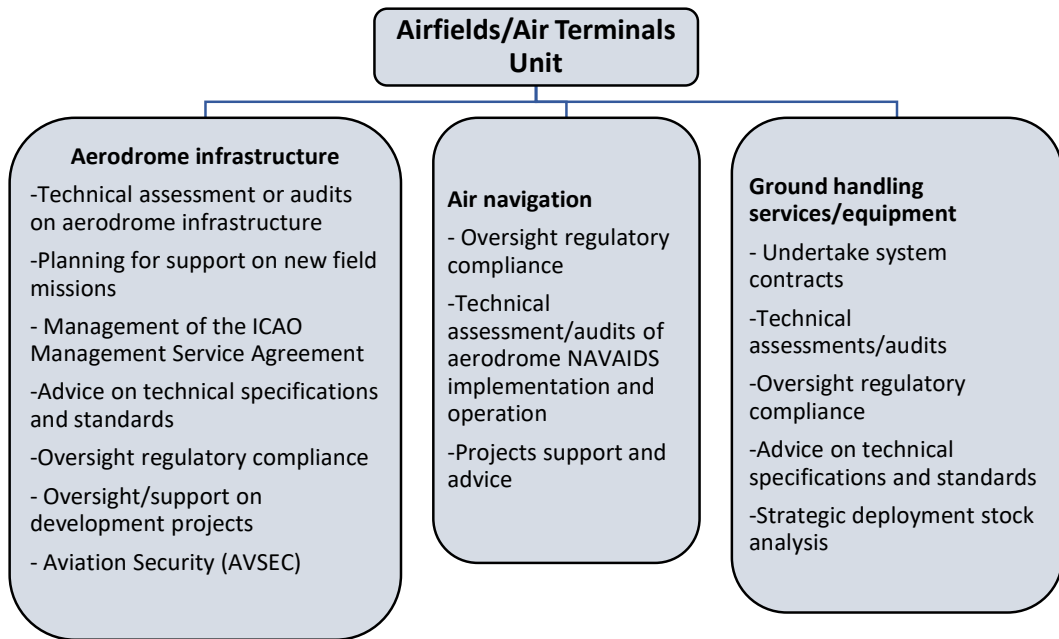 Airfields/Air Terminals
Unit
Aerodrome infrastructure
-Technical assessment or audits
on aerodrome infrastructure
-Planning for support on new field
missions
- Management of the ICAO
Management Service Agreement
-Advice on technical specifications
and standards
-Oversight regulatory compliance
- Oversight/support on
development projects
- Aviation Security (AVSEC)
Air navigation
- Oversight regulatory
compliance
-Technical
assessment/audits of
aerodrome NAVAIDS
implementation and
operation
-Projects support and
advice
Ground handling
services/equipment
- Undertake system
contracts
-Technical
assessments/audits
-Oversight regulatory
compliance
-Advice on technical
specifications and standards
-Strategic deployment stock
analysis